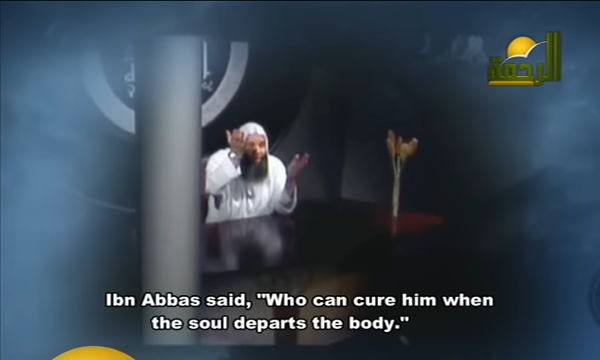 الرحمة
Ibn Abbas said, "Who can cure him when
the soul departs the body."